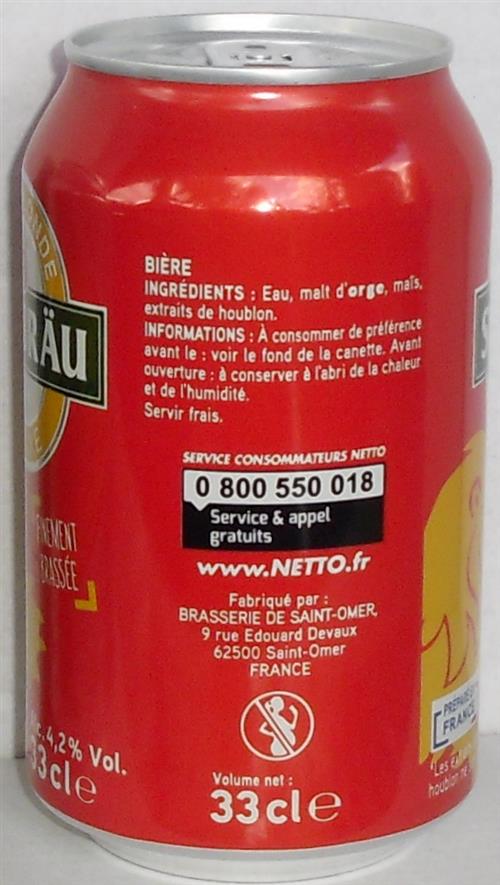 ONDE
RÄU
FINEMENT
BRASSÉE
4,2% Vol.
33cl e
BIÈRE
INGRÉDIENTS : Eau, malt d'orge, maïs,
extraits de houblon.
INFORMATIONS : À consommer de préférence
avant le : voir le fond de la canette. Avant
ouverture : à conserver à l'abri de la chaleur
et de l'humidité.
Servir frais.
SERVICE CONSOMMATEURS NETTO
0 800 550 018
Service & appel
gratuits
www.NETTO.fr
Fabriqué par :
BRASSERIE DE SAINT-OMER,
9 rue Edouard Devaux
62500 Saint-Omer
FRANCE
Volume net :
33cl e
S
FRANCE
*Les
houblon ne